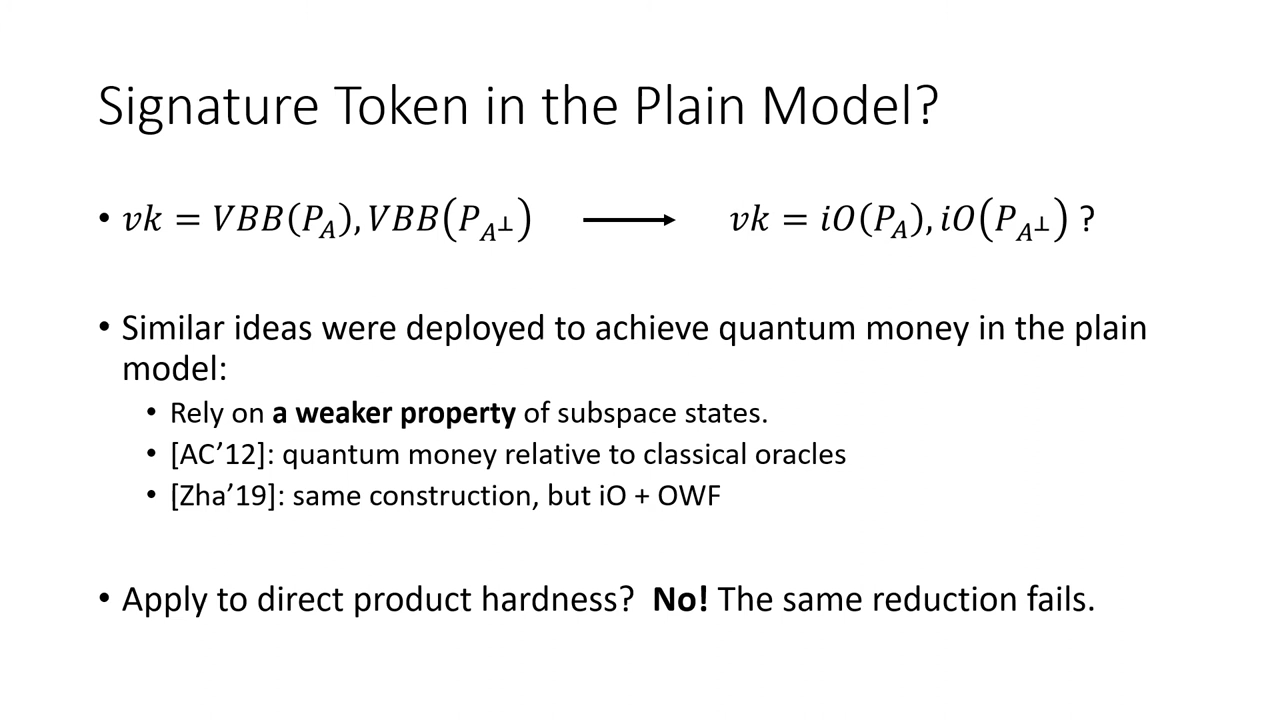 Signature Token in the Plain Model?
• 𝑣𝑘 = 𝑉𝐵𝐵(𝑃_𝐴), 𝑉𝐵𝐵(𝑃_{𝐴^⊥}) ⟶ 𝑣𝑘 = 𝑖𝑂(𝑃_𝐴), 𝑖𝑂(𝑃_{𝐴^⊥}) ?
• Similar ideas were deployed to achieve quantum money in the plain
model:
• Rely on a weaker property of subspace states.
• [AC’12]: quantum money relative to classical oracles
• [Zha’19]: same construction, but iO + OWF
• Apply to direct product hardness? No! The same reduction fails.